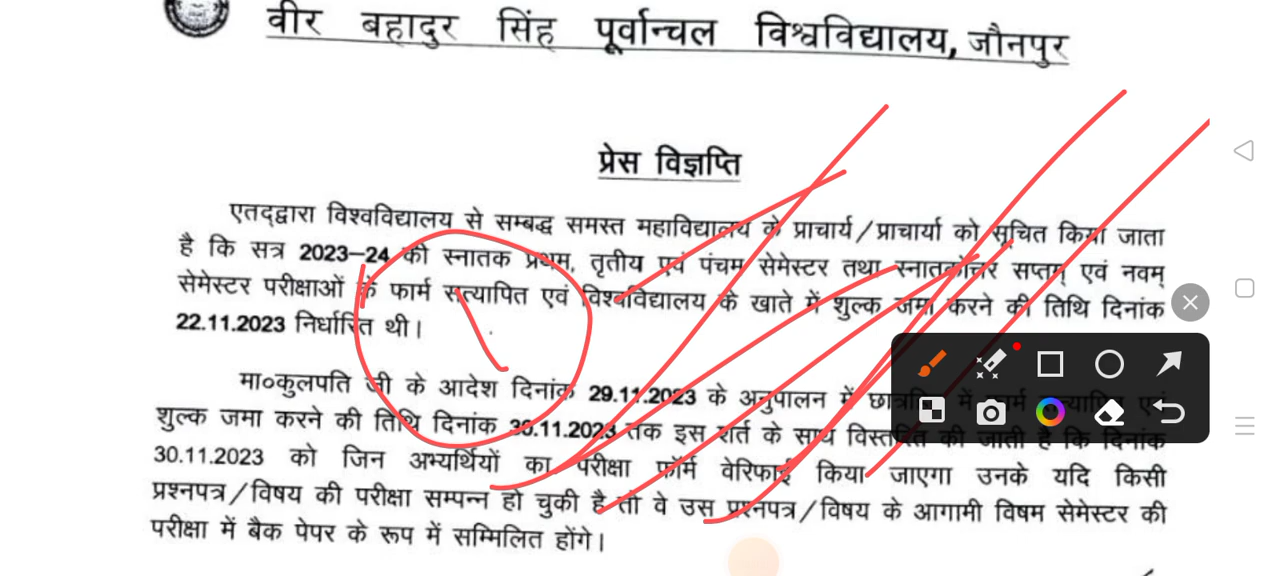 वीर बहादुर सिंह पूर्वान्चल विश्वविद्यालय, जौनपुर
प्रेस विज्ञप्ति
एतद्द्वारा विश्वविद्यालय से सम्बद्ध समस्त महाविद्यालय के प्राचार्य/प्राचार्या को सूचित किया जाता
है कि सत्र 2023–24 की स्नातक प्रथम, तृतीय एवं पंचम सेमेस्टर तथा स्नातकोत्तर सप्तम् एवं नवम्
सेमेस्टर परीक्षाओं के फार्म सत्यापित एवं विश्वविद्यालय के खाते में शुल्क जमा करने की तिथि दिनांक
22.11.2023 निर्धारित थी।
मा०कुलपति जी के आदेश दिनांक 29.11.2023 के अनुपालन में में फार्म सत्यापित एवं
शुल्क जमा करने की तिथि दिनांक 30.11.2023 तक इस शर्त के साथ विस्तारित की जाती है कि दिनांक
30.11.2023 को जिन अभ्यर्थियों का परीक्षा फॉर्म वेरिफाई किया जाएगा उनके यदि किसी
प्रश्नपत्र/विषय की परीक्षा सम्पन्न हो चुकी है तो वे उस प्रश्नपत्र/विषय के आगामी विषम सेमेस्टर की
परीक्षा में बैक पेपर के रूप में सम्मिलित होंगे।